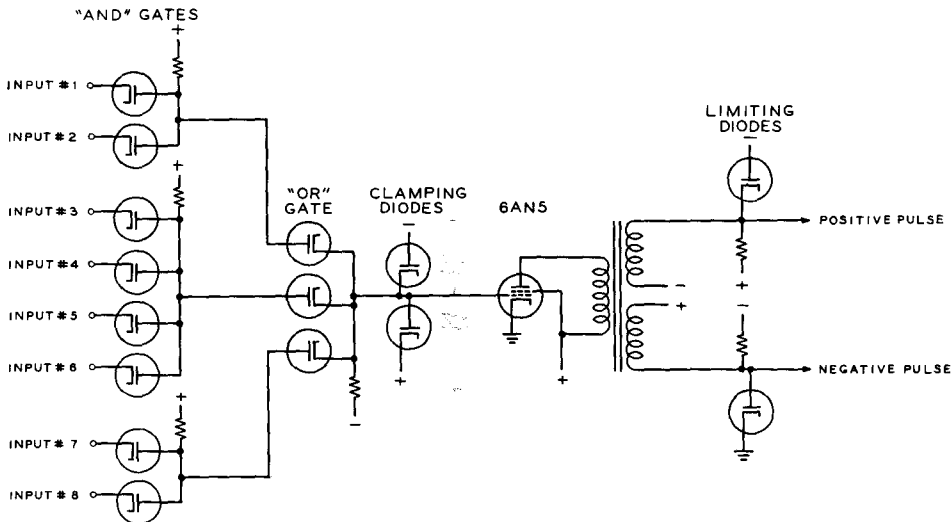 "AND" GATES
+
INPUT #1
INPUT #2
+
INPUT #3
INPUT #4
INPUT #5
INPUT #6
+
INPUT #7
INPUT #8
"OR"
GATE
−
CLAMPING
DIODES
−
+
6AN5
+
LIMITING
DIODES
−
POSITIVE PULSE
− +
+ −
NEGATIVE PULSE